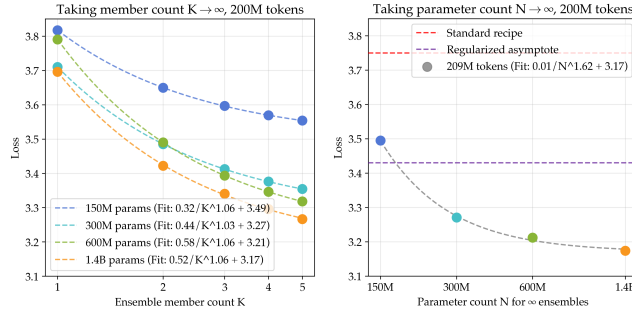 Taking member count K→∞, 200M tokens
3.8
3.7
3.6
3.5
3.4
3.3
3.2
3.1
Loss
150M params (Fit: 0.32/K^1.06 + 3.49)
300M params (Fit: 0.44/K^1.03 + 3.27)
600M params (Fit: 0.58/K^1.06 + 3.21)
1.4B params (Fit: 0.52/K^1.06 + 3.17)
1 2 3 4 5
Ensemble member count K
Taking parameter count N→∞, 200M tokens
Standard recipe
Regularized asymptote
209M tokens (Fit: 0.01/N^1.62 + 3.17)
3.8
3.7
3.6
3.5
3.4
3.3
3.2
3.1
Loss
150M 300M 600M 1.4B
Parameter count N for ∞ ensembles